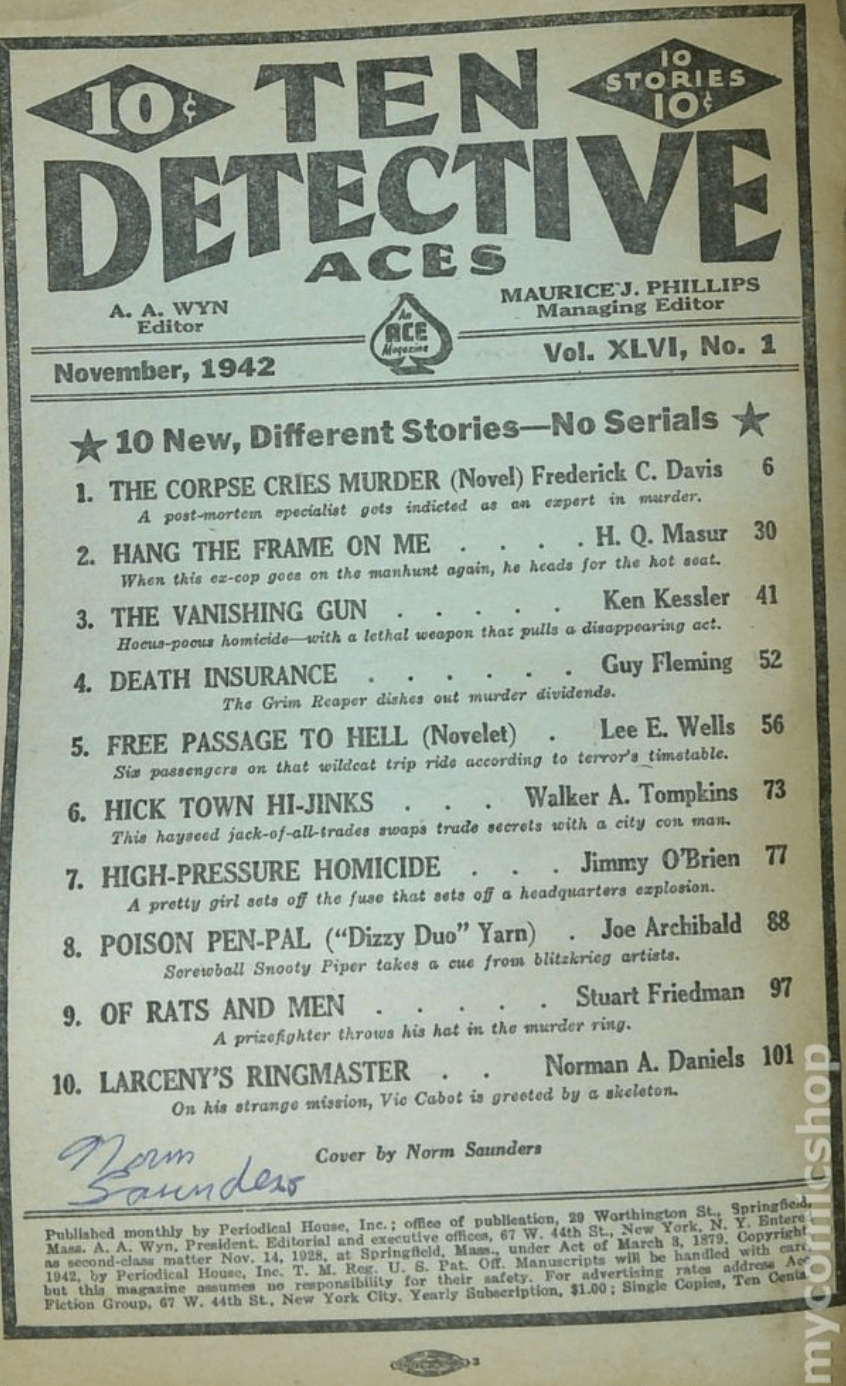 10¢ TEN 10 STORIES 10¢
DETECTIVE
ACES
A. A. WYN
Editor
MAURICE J. PHILLIPS
Managing Editor
An ACE Magazine
November, 1942
Vol. XLVI, No. 1
★ 10 New, Different Stories—No Serials ★
1. THE CORPSE CRIES MURDER (Novel) Frederick C. Davis 6
A post-mortem specialist gets indicted as an expert in murder.
2. HANG THE FRAME ON ME . . . . H. Q. Masur 30
When this ex-cop goes on the manhunt again, he heads for the hot seat.
3. THE VANISHING GUN . . . . . Ken Kessler 41
Hocus-pocus homicide—with a lethal weapon that pulls a disappearing act.
4. DEATH INSURANCE . . . . . . Guy Fleming 52
The Grim Reaper dishes out murder dividends.
5. FREE PASSAGE TO HELL (Novelet) . Lee E. Wells 56
Six passengers on that wildcat trip ride according to terror's timetable.
6. HICK TOWN HI-JINKS . . . Walker A. Tompkins 73
This hayseed jack-of-all-trades swaps trade secrets with a city con man.
7. HIGH-PRESSURE HOMICIDE . . . Jimmy O'Brien 77
A pretty girl sets off the fuse that sets off a headquarters explosion.
8. POISON PEN-PAL ("Dizzy Duo" Yarn) . Joe Archibald 88
Screwball Snooty Piper takes a cue from blitzkrieg artists.
9. OF RATS AND MEN . . . . . Stuart Friedman 97
A prizefighter throws his hat in the murder ring.
10. LARCENY'S RINGMASTER . . Norman A. Daniels 101
On his strange mission, Vic Cabot is greeted by a skeleton.
Norm
Saunders
Cover by Norm Saunders
Published monthly by Periodical House, Inc.; office of publication, 29 Worthington St., Springfield,
Mass. A. A. Wyn, President. Editorial and executive offices, 67 W. 44th St., New York, N. Y. Entere
as second-class matter Nov. 14, 1928, at Springfield, Mass., under Act of March 3, 1879. Copyright
1942, by Periodical House, Inc. T. M. Reg. U. S. Pat. Off. Manuscripts will be handled with care,
but this magazine assumes no responsibility for their safety. For advertising rates address Ace
Fiction Group, 67 W. 44th St., New York City. Yearly Subscription, $1.00; Single Copies, Ten Cents
3
mycomicshop